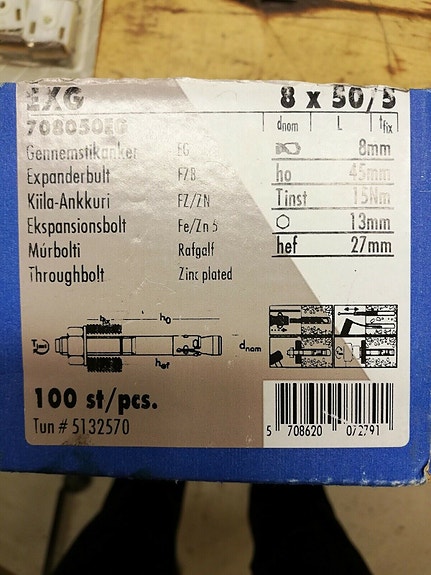 EXG 8 x 50/5
708050EG dnom L tfix
Gennemstikanker EG 8mm
Expanderbult FZB ho 45mm
Kiila-Ankkuri FZ/ZN Tinst 15Nm
Ekspansionsbolt Fe/Zn 5 13mm
Múrbolti Rafgalf hef 27mm
Throughbolt Zinc plated
h0
dnom
hef
100 st/pcs.
Tun # 5132570
5 708620 072791